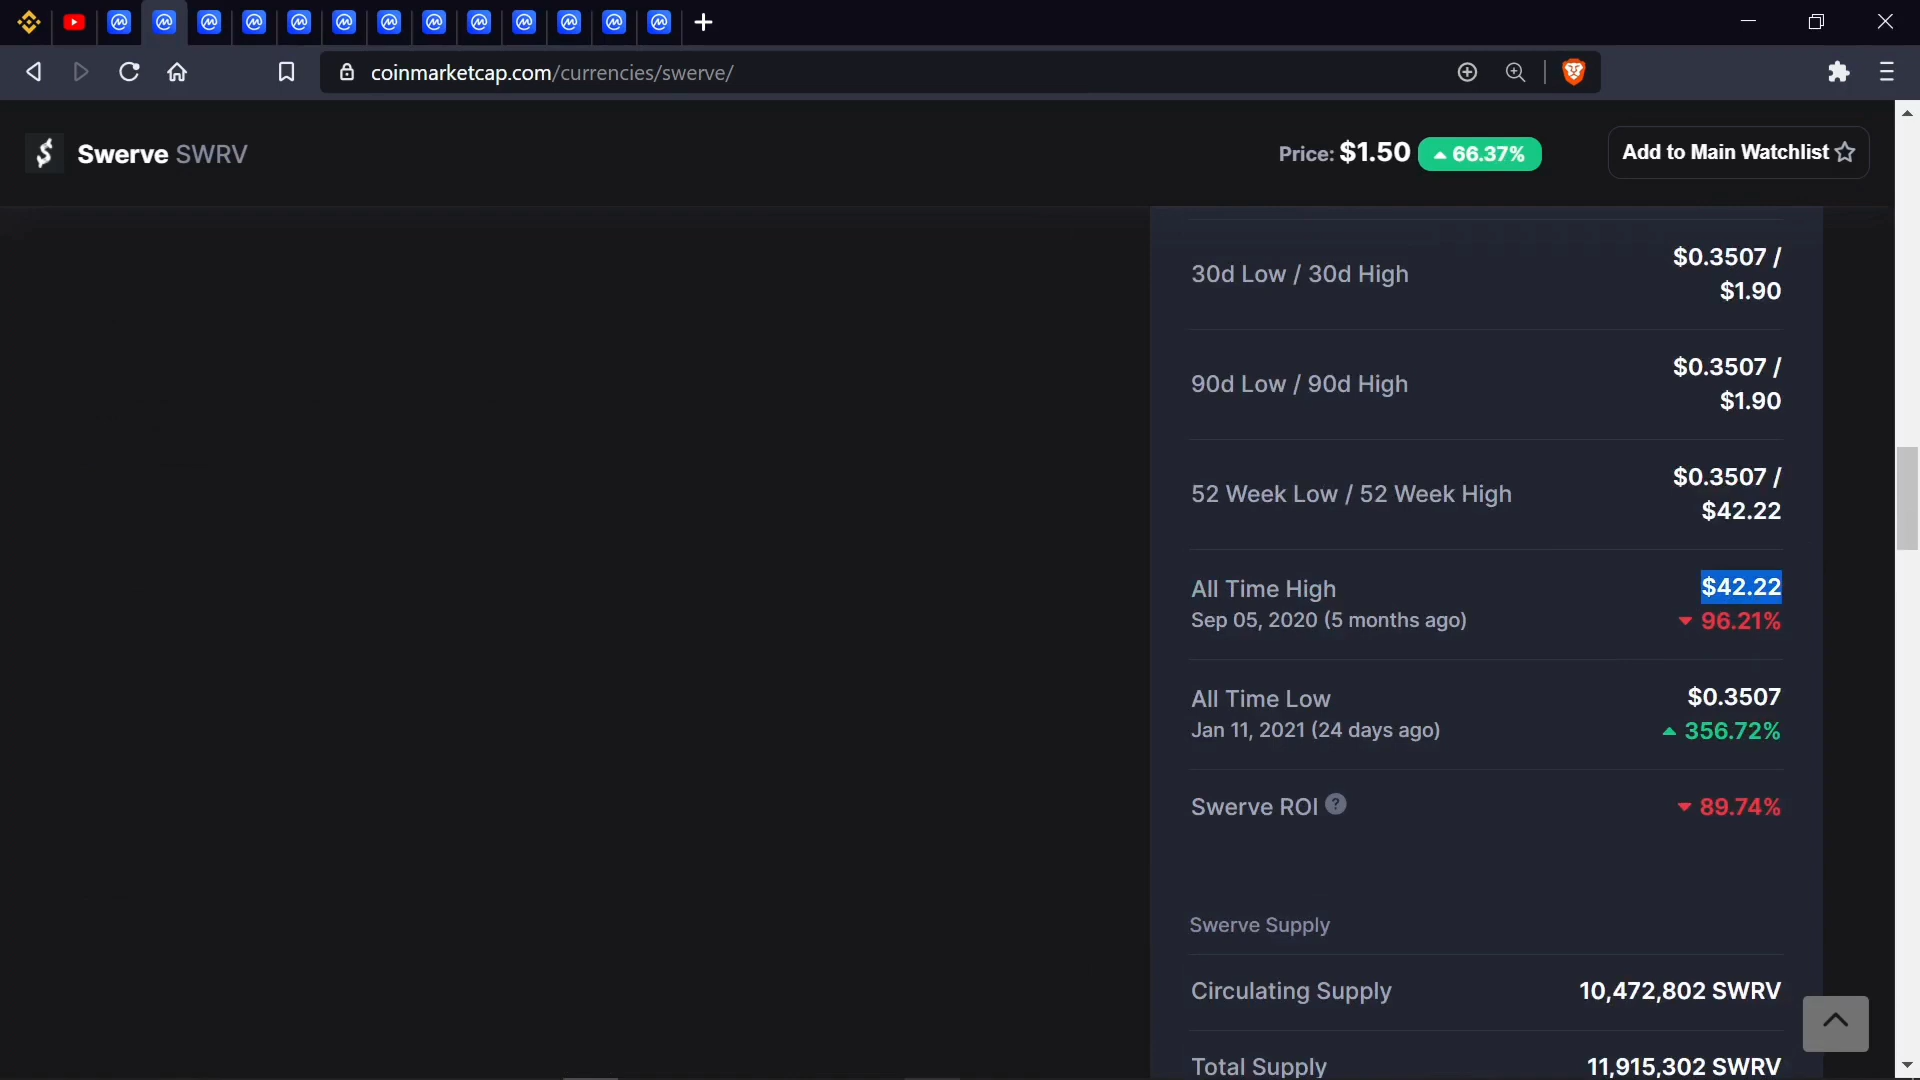 coinmarketcap.com/currencies/swerve/
Swerve SWRV
Price: $1.50 66.37%
Add to Main Watchlist
30d Low / 30d High
$0.3507 /
$1.90
90d Low / 90d High
$0.3507 /
$1.90
52 Week Low / 52 Week High
$0.3507 /
$42.22
All Time High
$42.22
Sep 05, 2020 (5 months ago)
96.21%
All Time Low
$0.3507
Jan 11, 2021 (24 days ago)
356.72%
Swerve ROI ?
89.74%
Swerve Supply
Circulating Supply
10,472,802 SWRV
Total Supply
11,915,302 SWRV